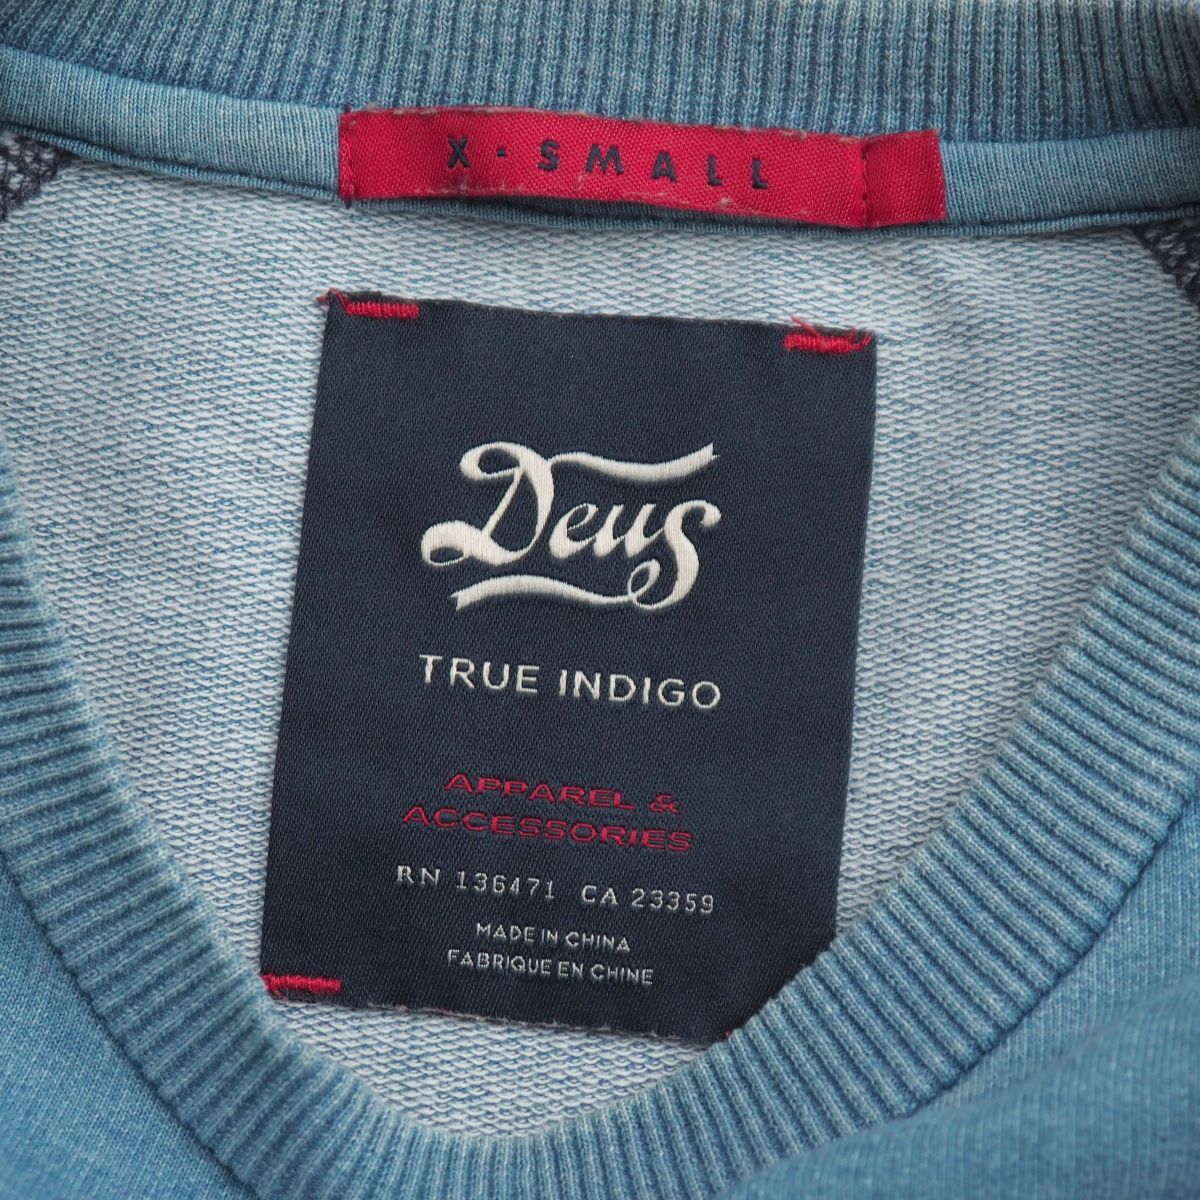 X-SMALL
Deus
TRUE INDIGO
APPAREL &
ACCESSORIES
RN 136471 CA 23359
MADE IN CHINA
FABRIQUE EN CHINE